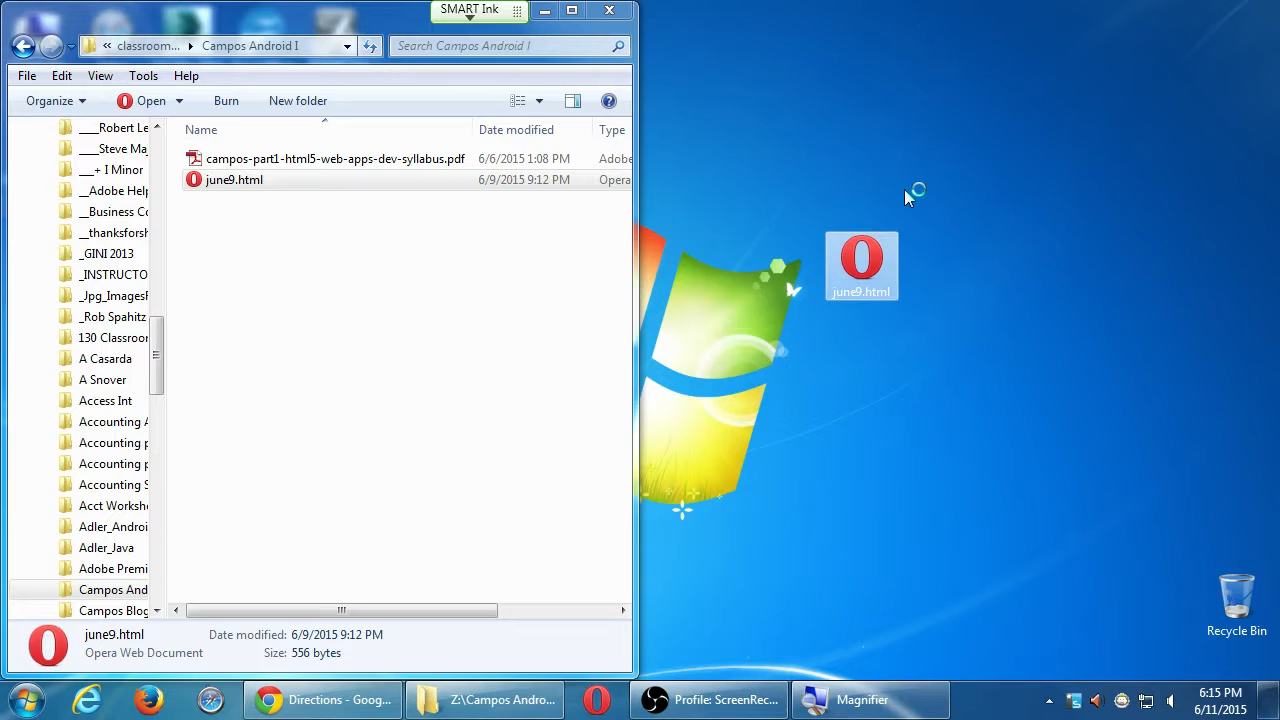 SMART Ink
« classroom... ▸ Campos Android I
Search Campos Android I
File Edit View Tools Help
Organize Open Burn New folder
Name Date modified Type
campos-part1-html5-web-apps-dev-syllabus.pdf 6/6/2015 1:08 PM Adobe
june9.html 6/9/2015 9:12 PM Opera
____Robert Le
____Steve Ma
___+ I Minor
__Adobe Help
__Business Co
__thanksforsh
_GINI 2013
_INSTRUCTO
_Jpg_ImagesF
_Rob Spahitz
130 Classroon
A Casarda
A Snover
Access Int
Accounting A
Accounting p
Accounting p
Accounting S
Acct Worksho
Adler_Androi
Adler_Java
Adobe Premi
Campos And
Campos Blog
june9.html
june9.html Date modified: 6/9/2015 9:12 PM
Opera Web Document Size: 556 bytes
Recycle Bin
Directions - Goog...
Z:\Campos Andro...
Profile: ScreenRec...
Magnifier
6:15 PM
6/11/2015